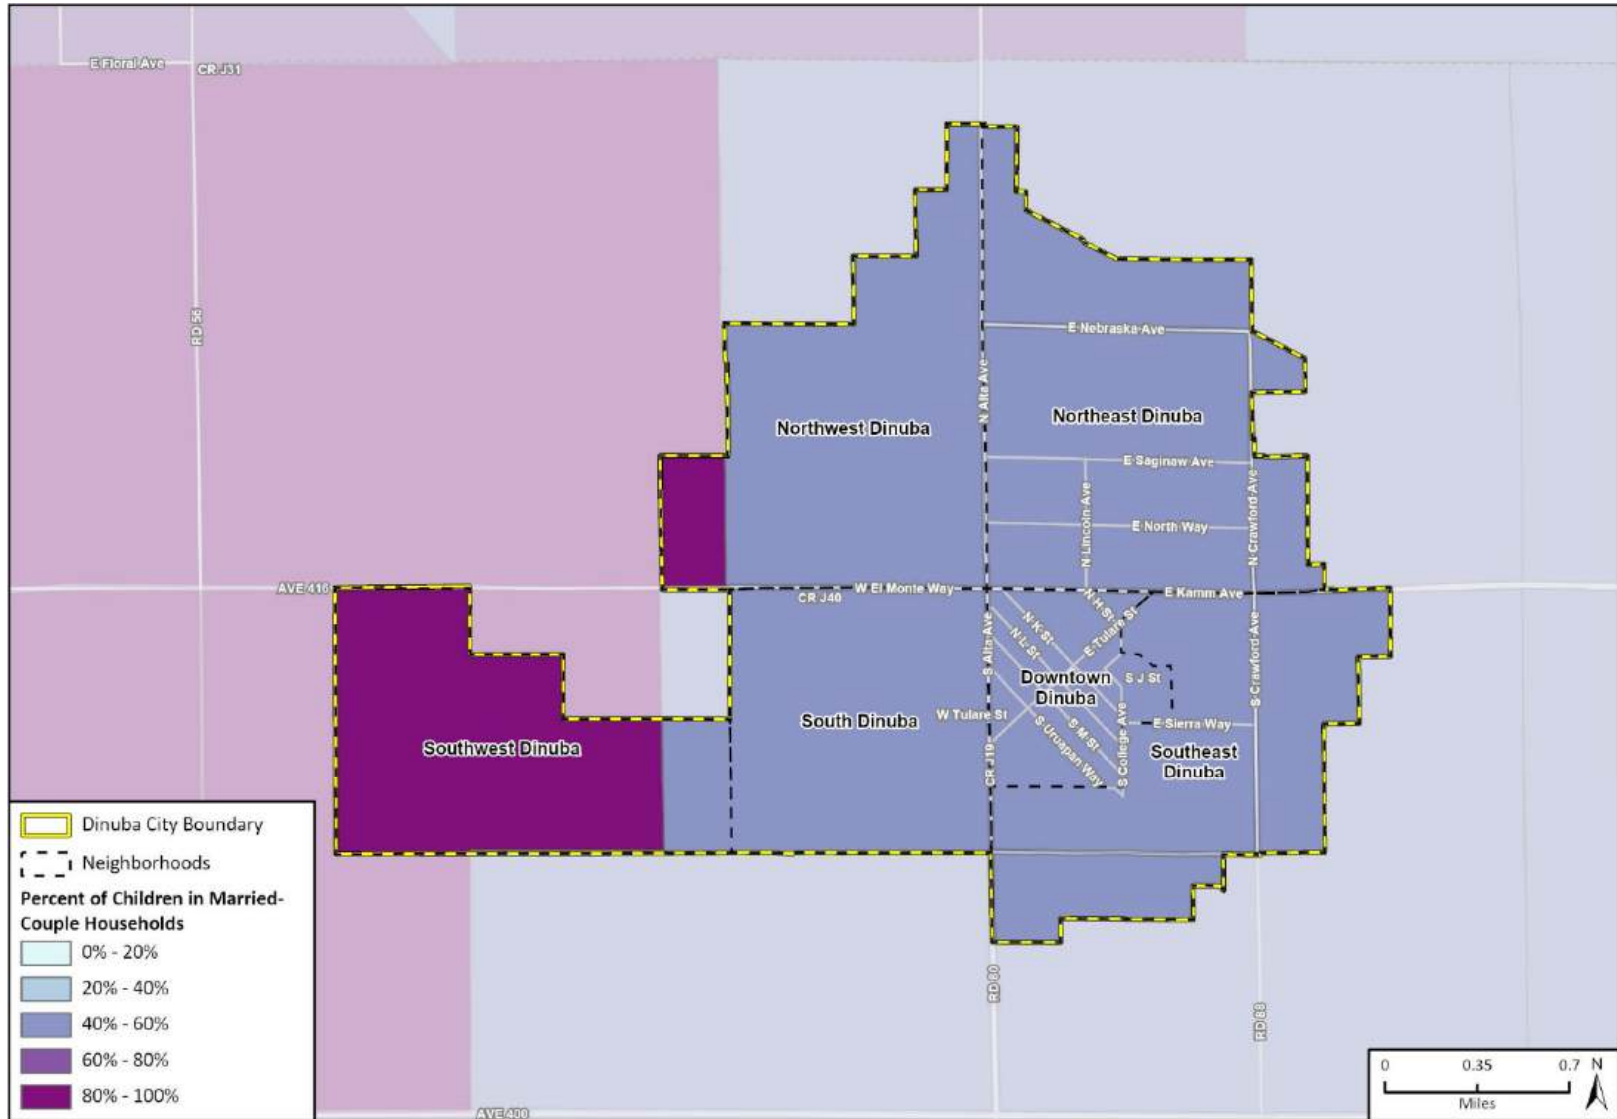 E Floral Ave
CR J31
RD 56
E Nebraska Ave
N Alta Ave
Northwest Dinuba
Northeast Dinuba
E Saginaw Ave
N Lincoln Ave
N Crawford Ave
E North Way
AVE 416
W El Monte Way
CR J40
E Kamm Ave
N H St
N K St
N L St
E Tulare St
S Alta Ave
S Crawford Ave
Downtown
Dinuba
S J St
W Tulare St
South Dinuba
S M St
S Uruapan Way
S College Ave
E Sierra Way
Southwest Dinuba
Southeast
Dinuba
CR J19
RD 80
RD 88
AVE 400
Dinuba City Boundary
Neighborhoods
Percent of Children in Married-
Couple Households
0% - 20%
20% - 40%
40% - 60%
60% - 80%
80% - 100%
0 0.35 0.7 N
Miles